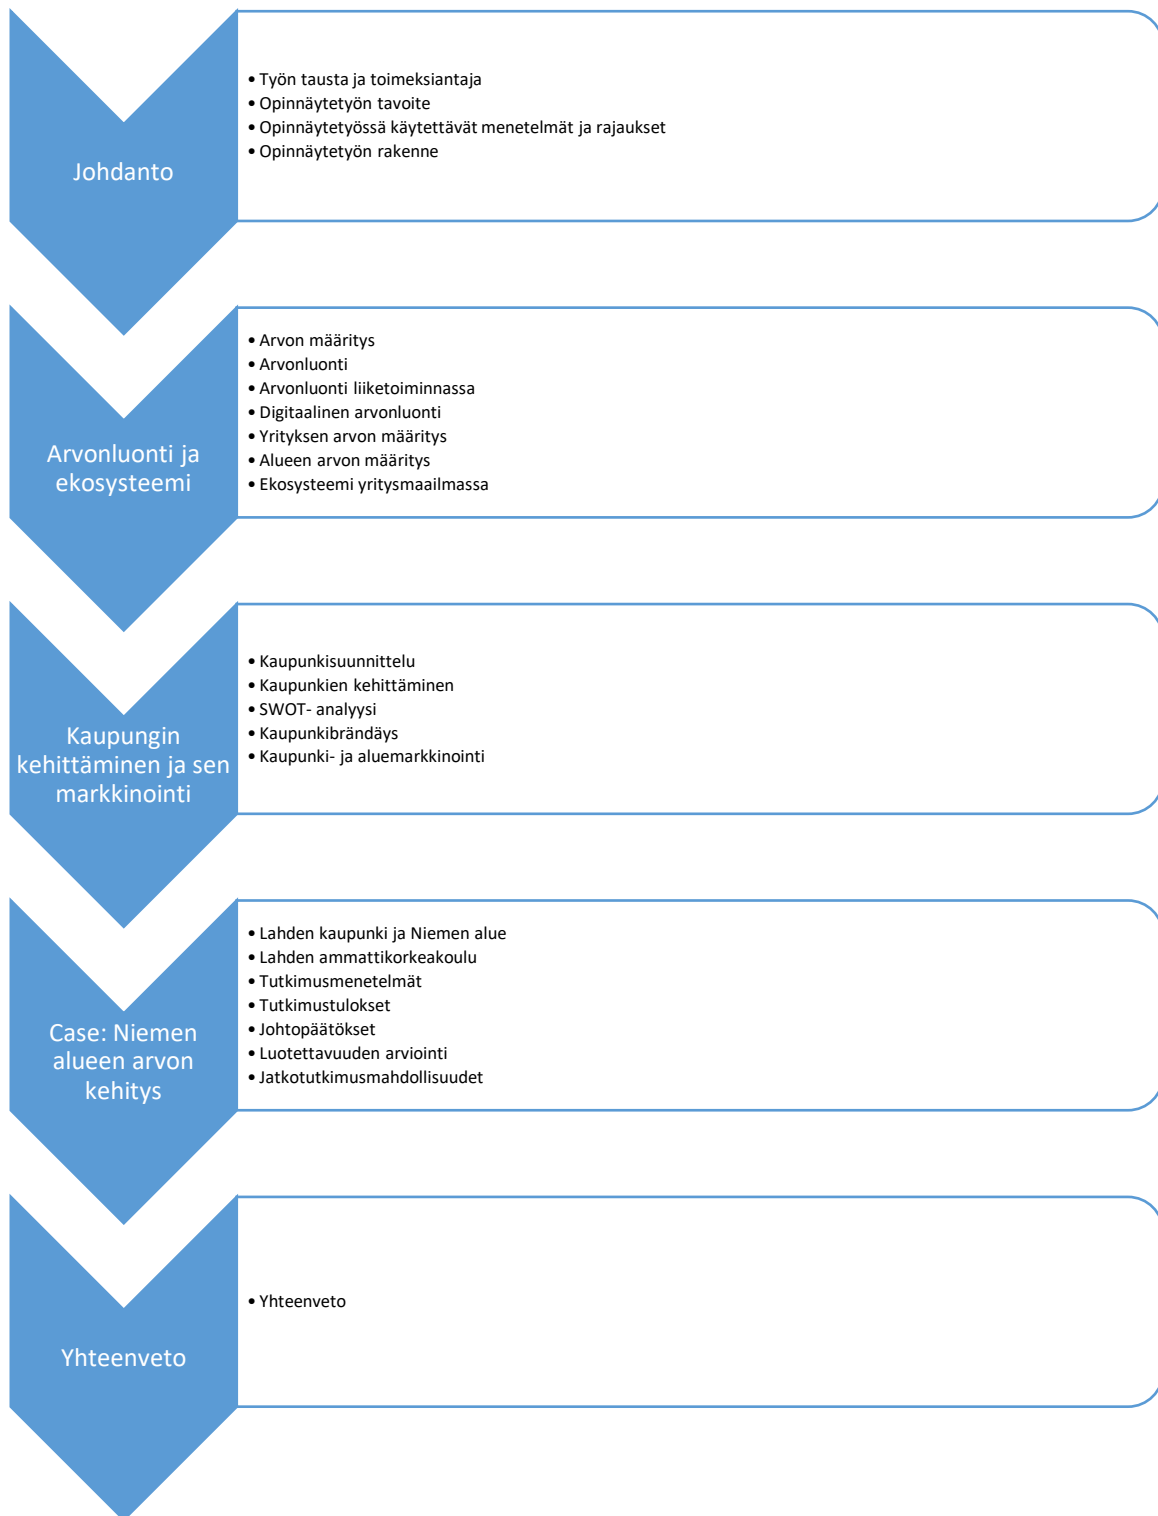 Johdanto
• Työn tausta ja toimeksiantaja
• Opinnäytetyön tavoite
• Opinnäytetyössä käytettävät menetelmät ja rajaukset
• Opinnäytetyön rakenne
Arvonluonti ja
ekosysteemi
• Arvon määritys
• Arvonluonti
• Arvonluonti liiketoiminnassa
• Digitaalinen arvonluonti
• Yrityksen arvon määritys
• Alueen arvon määritys
• Ekosysteemi yritysmaailmassa
Kaupungin
kehittäminen ja sen
markkinointi
• Kaupunkisuunnittelu
• Kaupunkien kehittäminen
• SWOT- analyysi
• Kaupunkibrändäys
• Kaupunki- ja aluemarkkinointi
Case: Niemen
alueen arvon
kehitys
• Lahden kaupunki ja Niemen alue
• Lahden ammattikorkeakoulu
• Tutkimusmenetelmät
• Tutkimustulokset
• Johtopäätökset
• Luotettavuuden arviointi
• Jatkotutkimusmahdollisuudet
Yhteenveto
• Yhteenveto